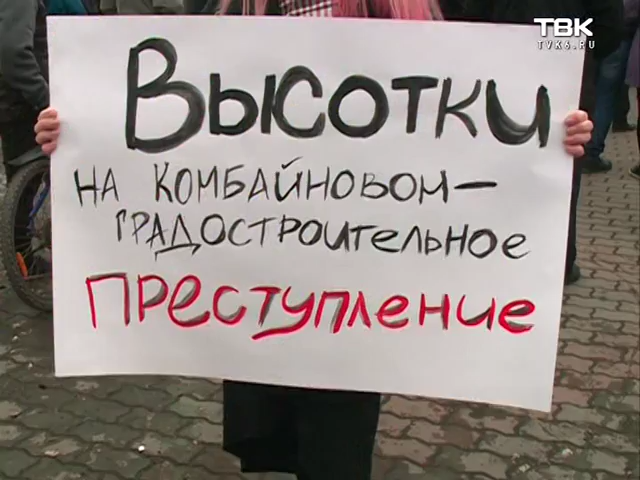 ТВК
TVK6.RU
Высотки
на комбайновом —
градостроительное
преступление